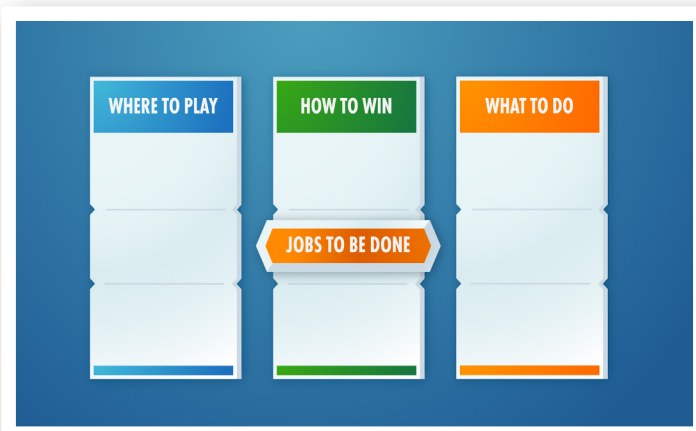 WHERE TO PLAY
HOW TO WIN
WHAT TO DO
JOBS TO BE DONE